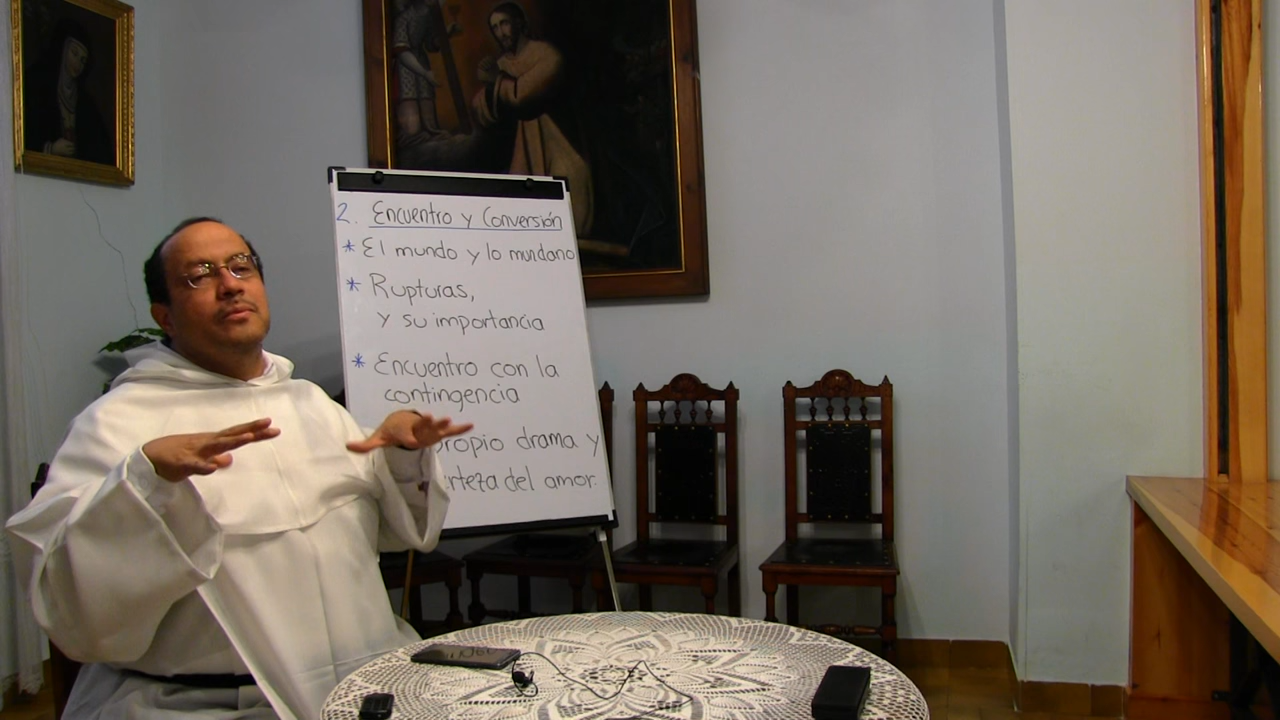 2. Encuentro y Conversión
* El mundo y lo mundano
* Rupturas,
y su importancia
* Encuentro con la
contingencia
propio drama y
del amor.